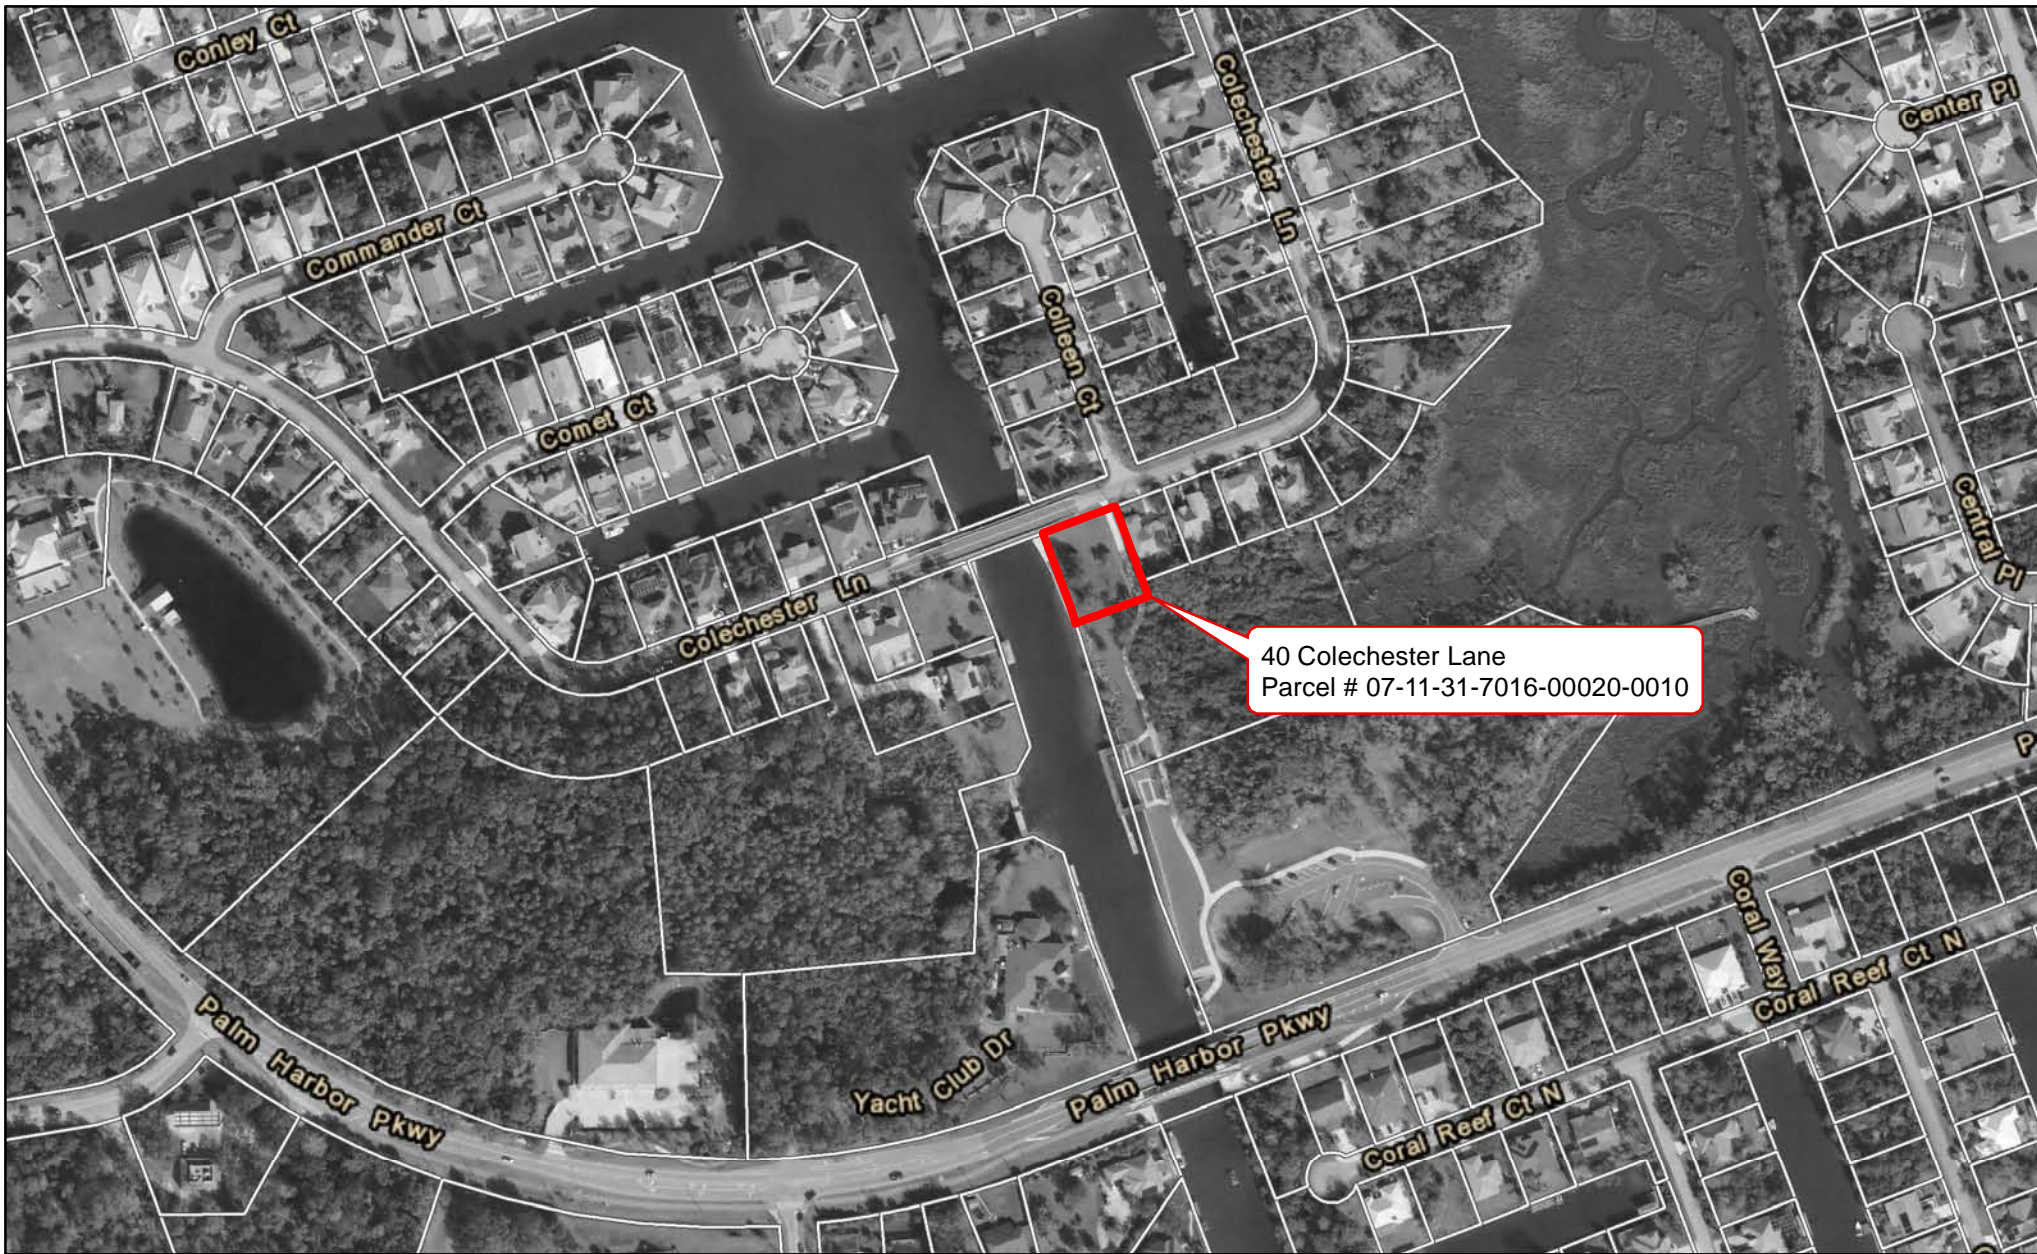 Conley Ct
Colechester Ln
Center Pl
Commander Ct
Colleen Ct
Comet Ct
Central Pl
Colechester Ln
40 Colechester Lane
Parcel # 07-11-31-7016-00020-0010
Coral Way
Coral Reef Ct N
Palm Harbor Pkwy
Yacht Club Dr
Palm Harbor Pkwy
Coral Reef Ct N